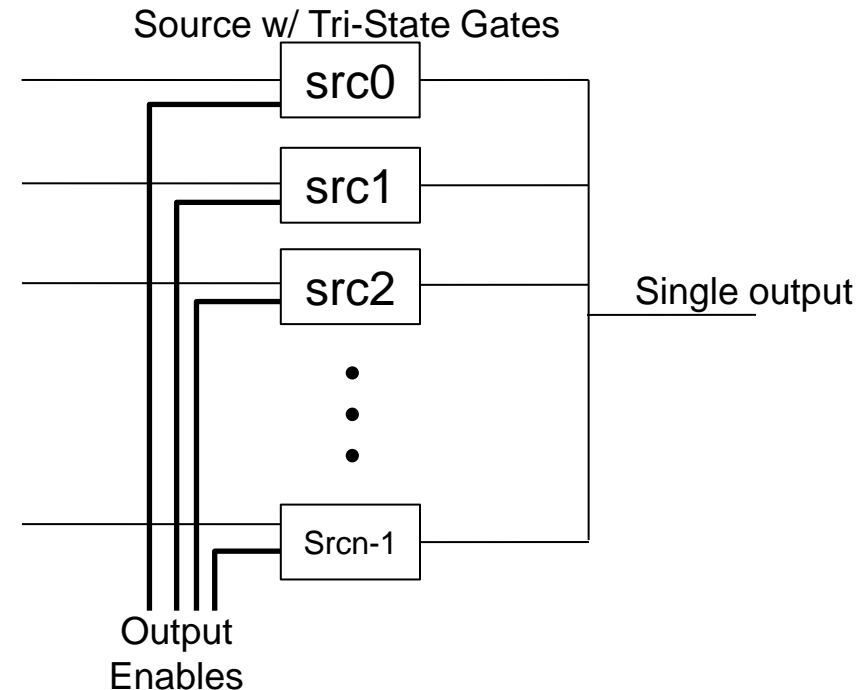 Source w/ Tri-State Gates
src0
src1
src2
Single output
Srcn-1
Output
Enables